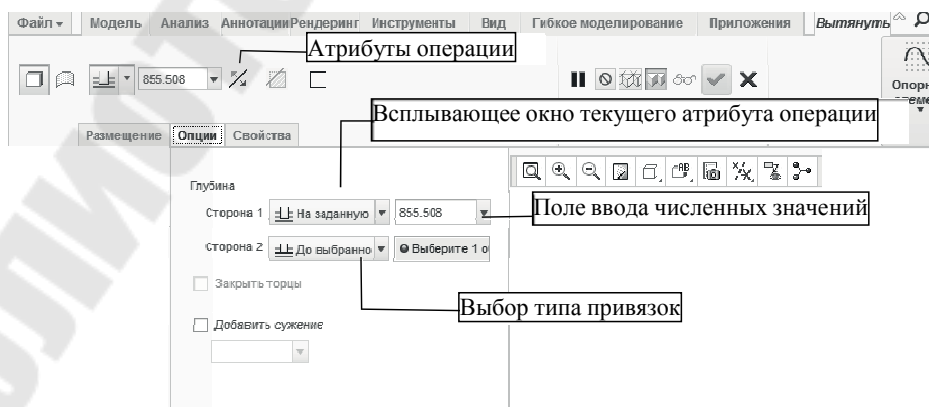 Файл Модель Анализ Аннотации Рендеринг Инструменты Вид Гибкое моделирование Приложения Вытянуть
Атрибуты операции
855.508
Всплывающее окно текущего атрибута операции
Размещение Опции Свойства
Глубина
Сторона 1 На заданную 855.508
Поле ввода численных значений
Сторона 2 До выбранно Выберите 1 о
Закрыть торцы
Выбор типа привязок
Добавить сужение